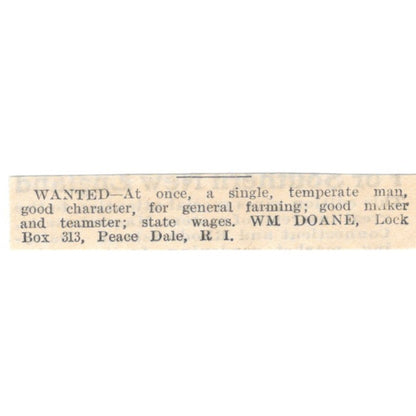 WANTED—At once, a single, temperate man,
good character, for general farming; good milker
and teamster; state wages. WM DOANE, Lock
Box 313, Peace Dale, R I.